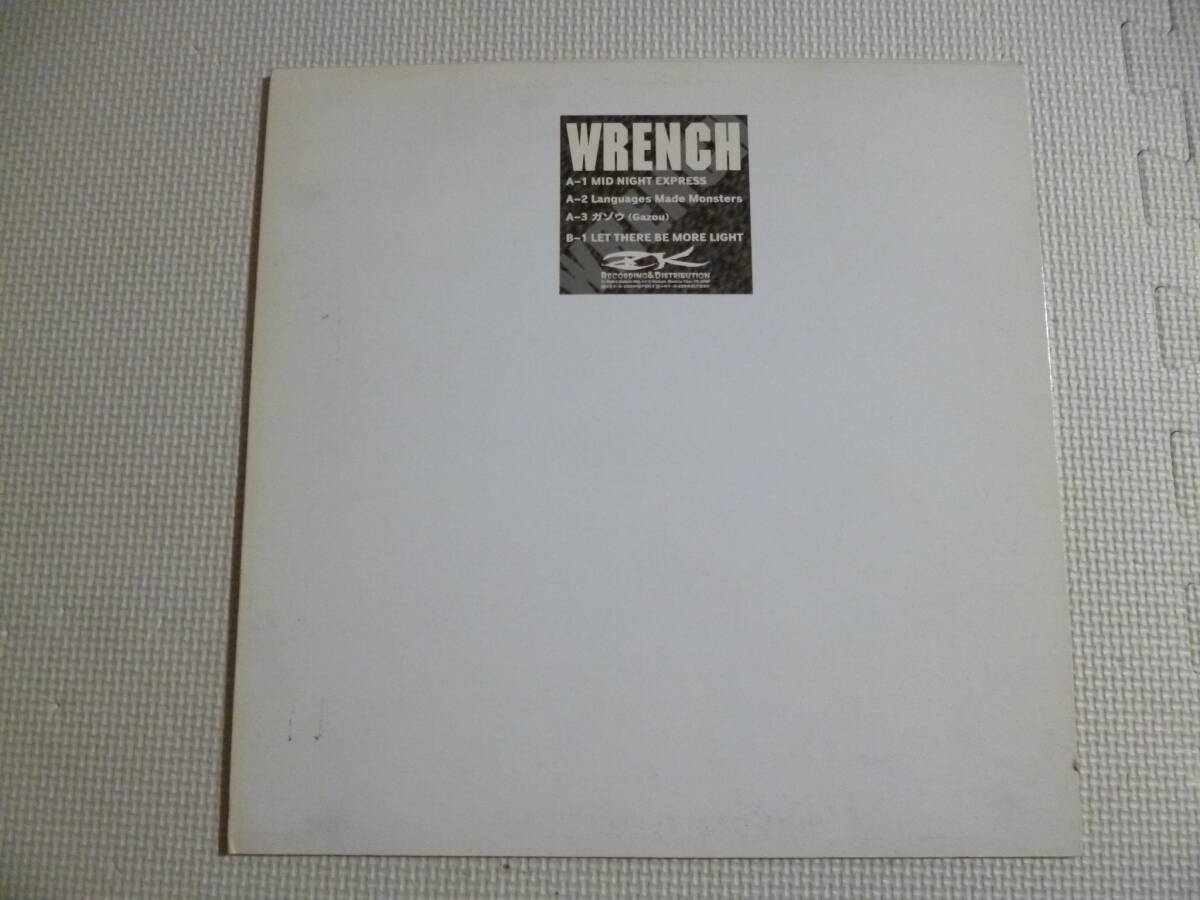 WRENCH
A-1 MID NIGHT EXPRESS
A-2 Languages Made Monsters
A-3 ガゾウ (Gazou)
B-1 LET THERE BE MORE LIGHT
RECORDING&DISTRIBUTION